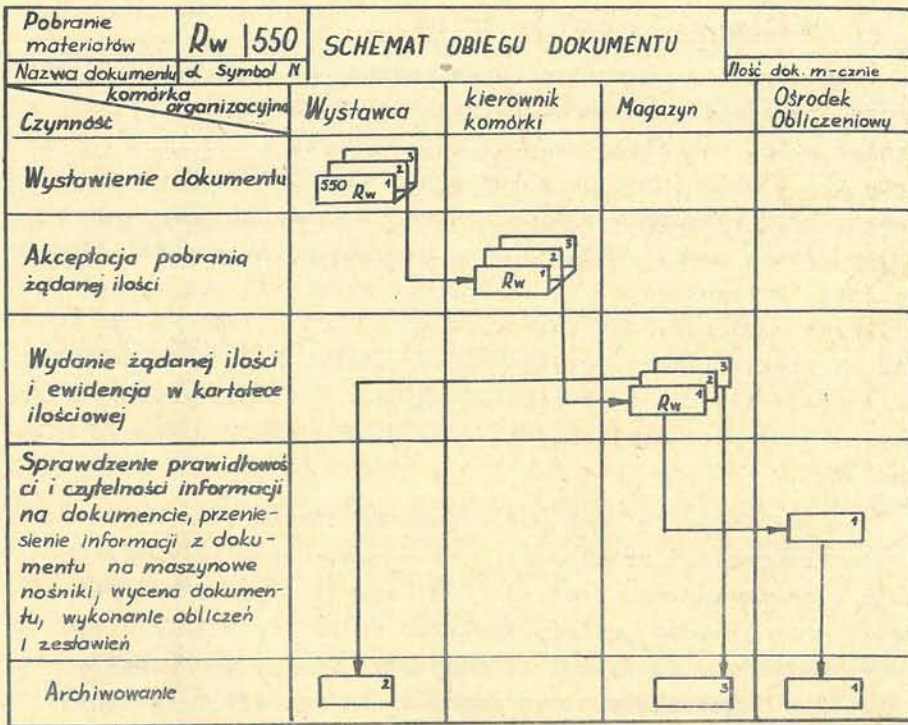 Pobranie
materiałów
Rw | 550
SCHEMAT OBIEGU DOKUMENTU
Nazwa dokumentu
d Symbol N
Ilość dok. m-cznie
komórka
organizacyjna
Czynność
Wystawca
kierownik
komórki
Magazyn
Ośrodek
Obliczeniowy
Wystawienie dokumentu
3
2
550 Rw 1
Akceptacja pobrania
żądanej ilości
3
2
Rw 1
Wydanie żądanej ilości
i ewidencja w kartotece
ilościowej
3
2
Rw 1
Sprawdzenie prawidłowoś
ci i czytelności informacji
na dokumencie, przenie-
sienie informacji z doku-
mentu na maszynowe
nośniki, wycena dokumen-
tu, wykonanie obliczeń
i zestawień
1
Archiwowanie
2
3
1